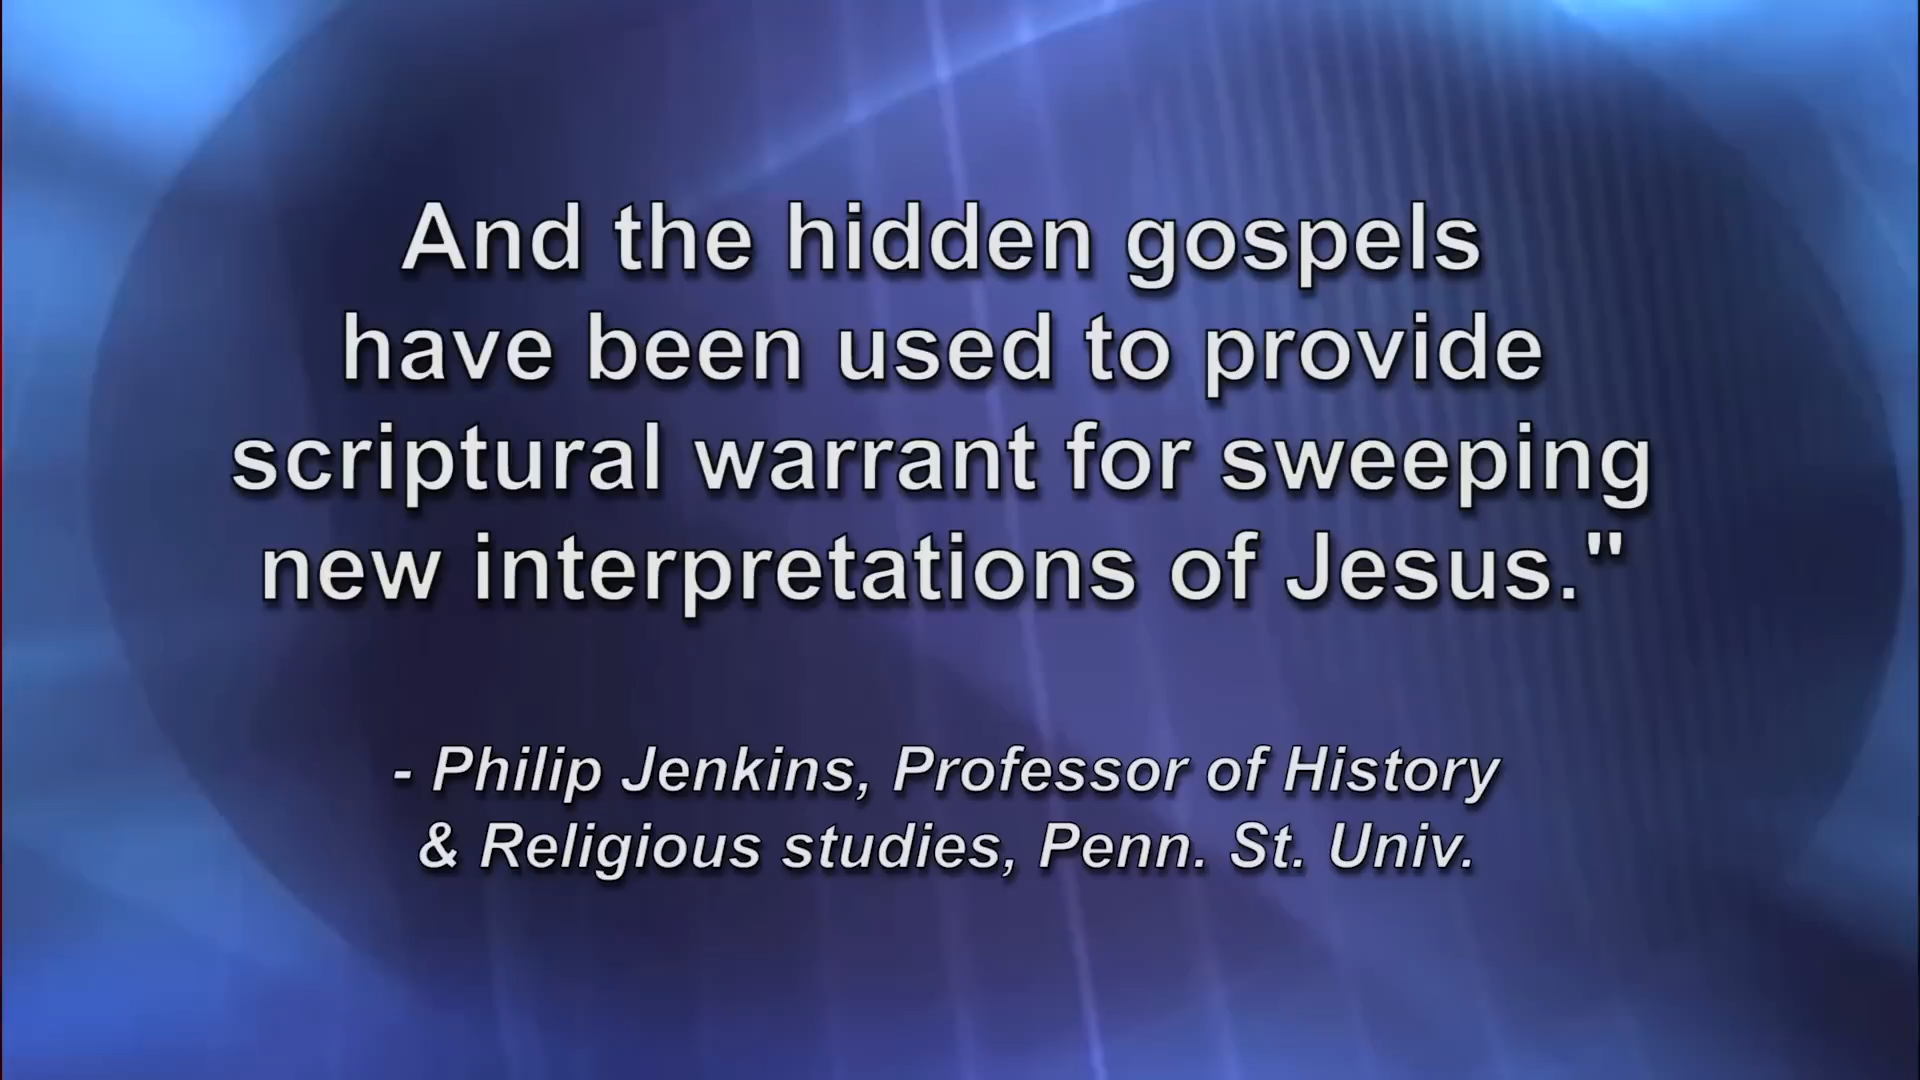 And the hidden gospels
have been used to provide
scriptural warrant for sweeping
new interpretations of Jesus."
- Philip Jenkins, Professor of History
& Religious studies, Penn. St. Univ.